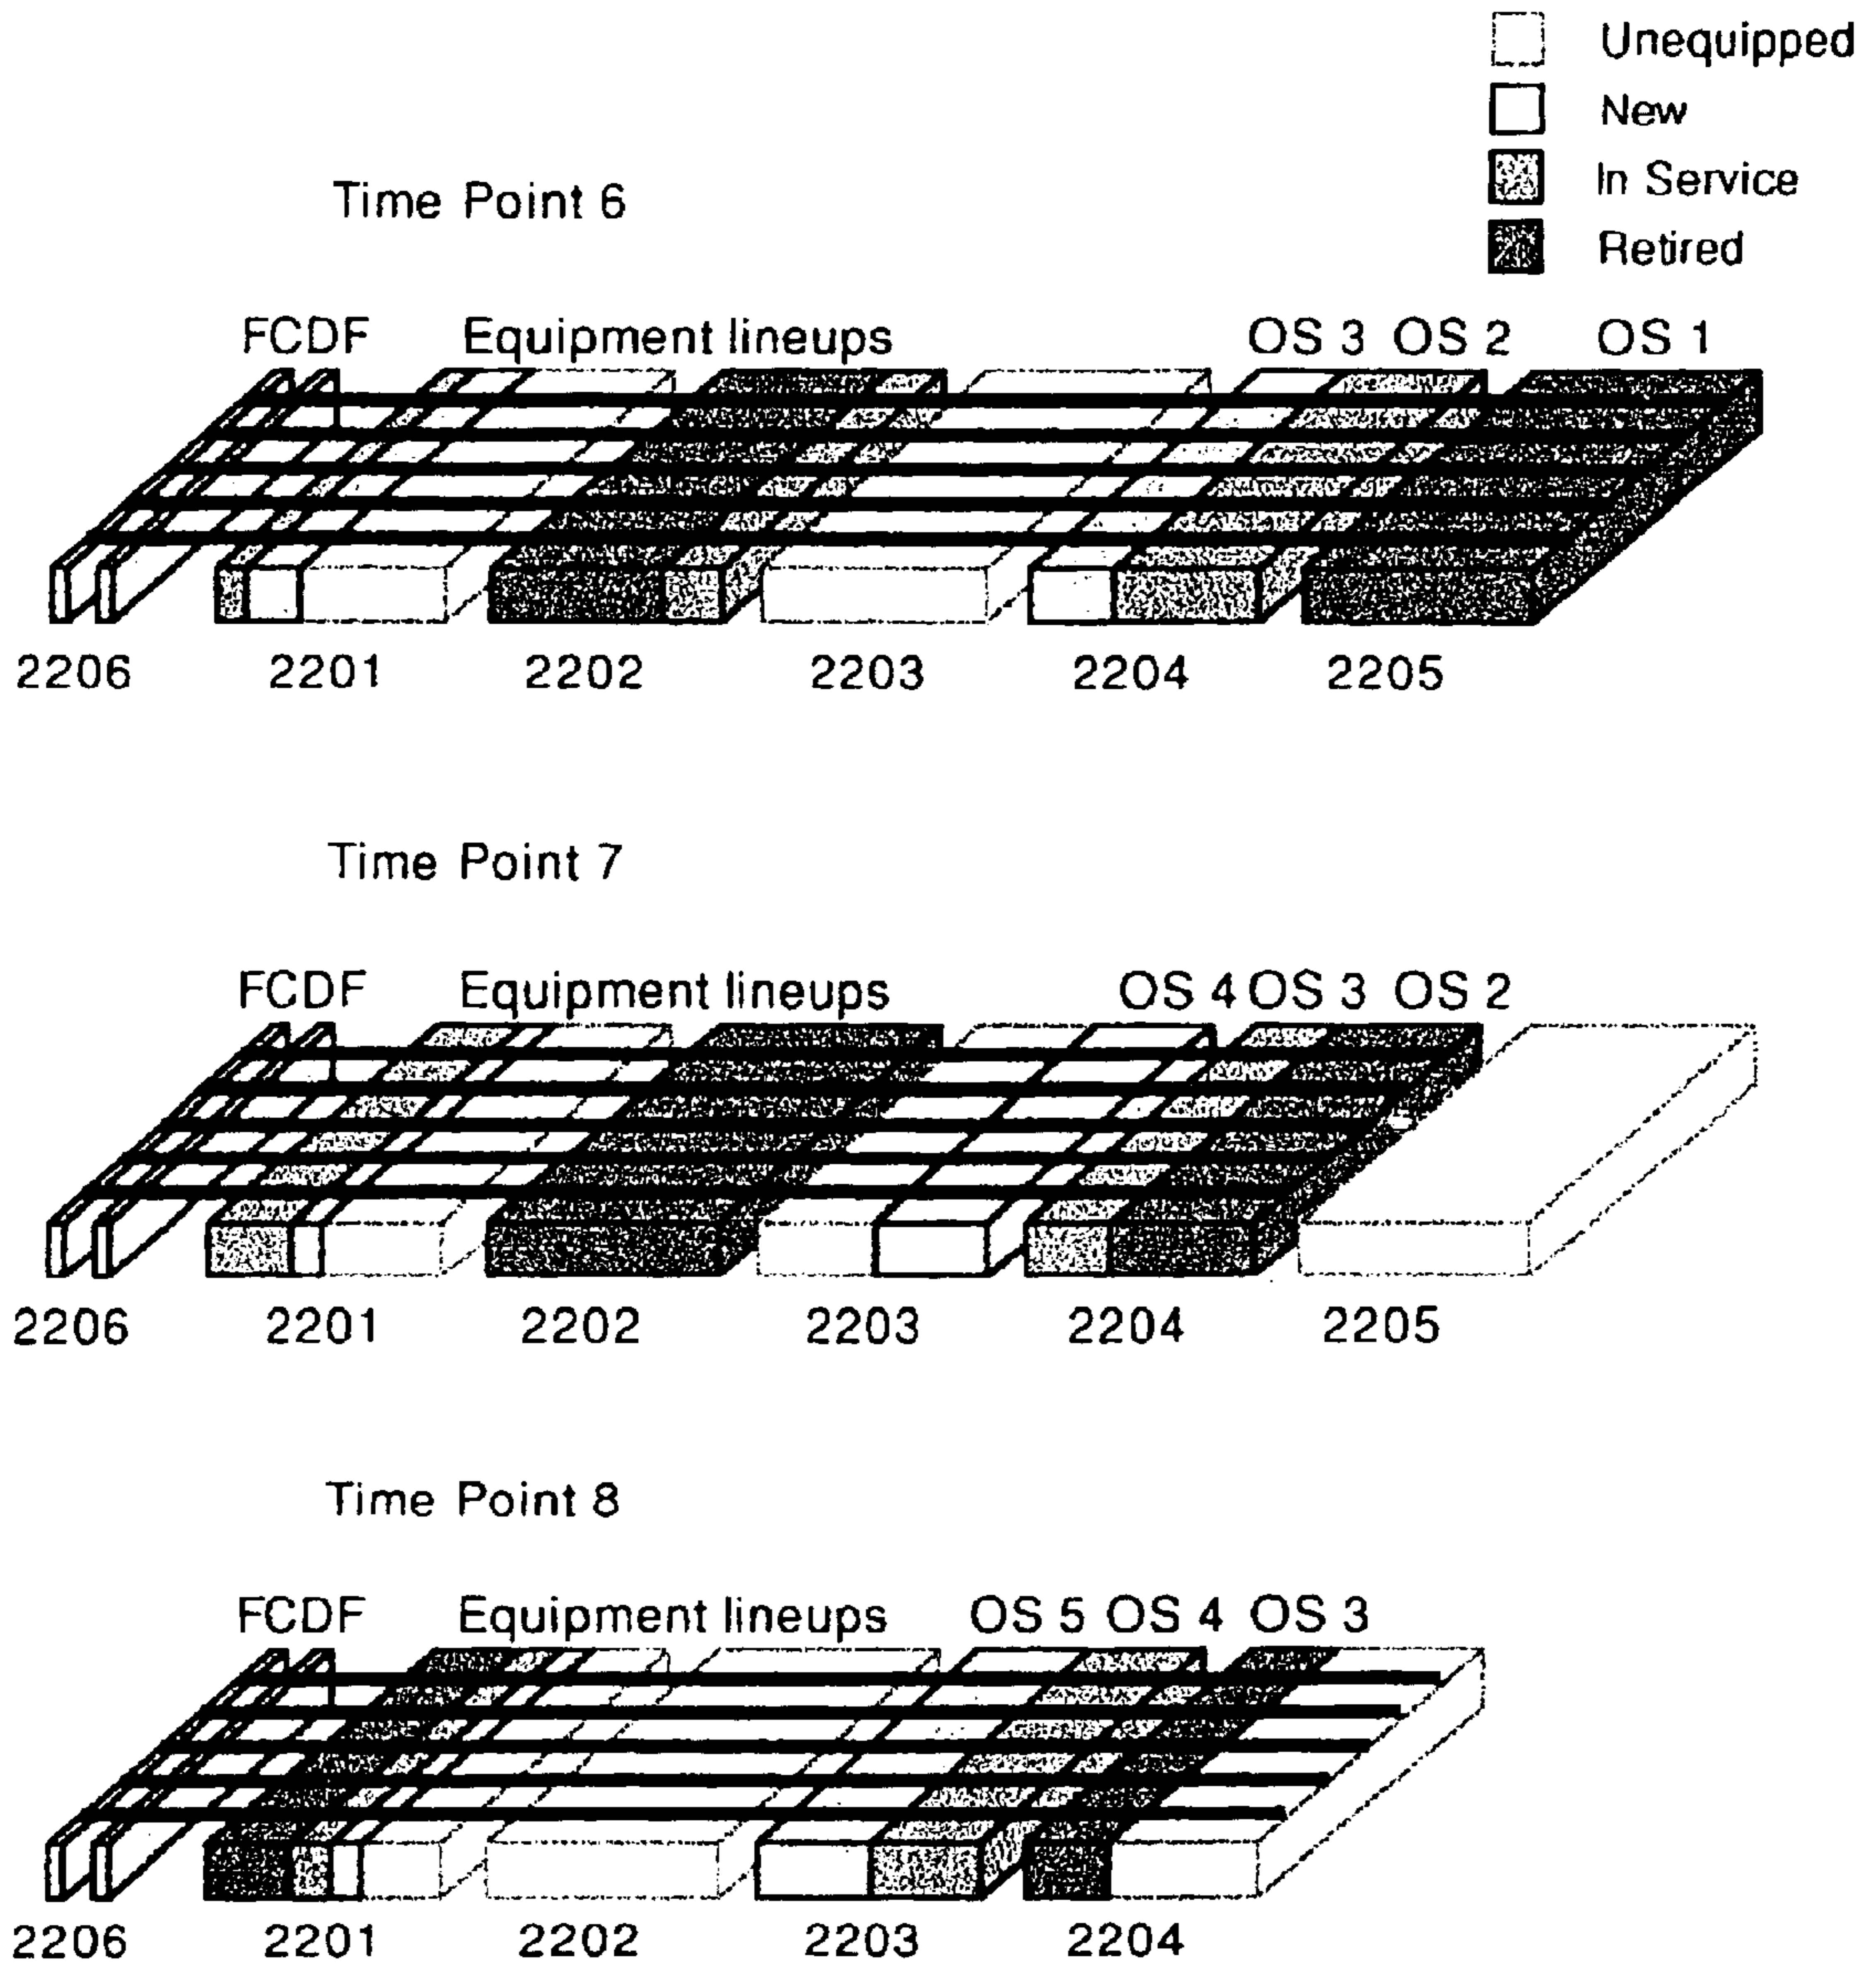 Unequipped
New
In Service
Retired
Time Point 6
FCDF Equipment lineups OS 3 OS 2 OS 1
2206 2201 2202 2203 2204 2205
Time Point 7
FCDF Equipment lineups OS 4 OS 3 OS 2
2206 2201 2202 2203 2204 2205
Time Point 8
FCDF Equipment lineups OS 5 OS 4 OS 3
2206 2201 2202 2203 2204